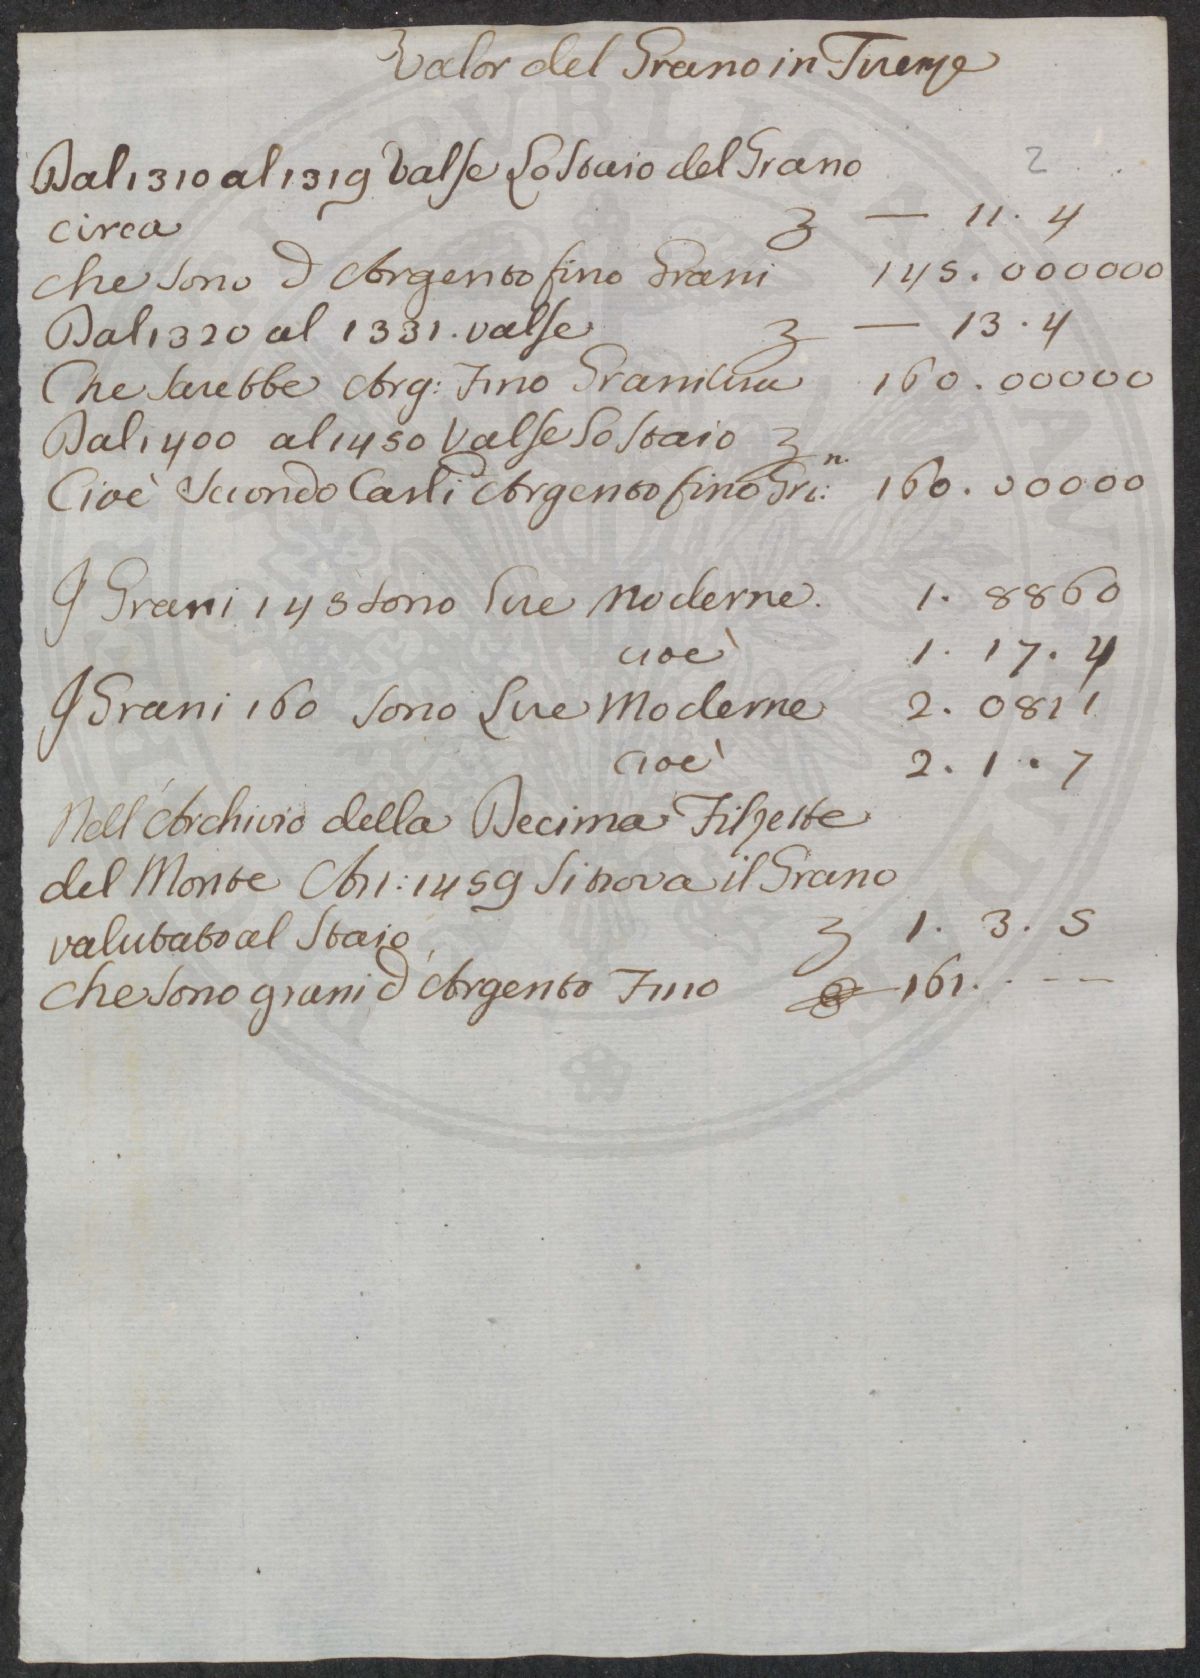 Valor del Grano in Firenze
2
Dal 1310 al 1319 Valse Lo Staio del Grano
circa £ — 11. 4
che sono d'Argento fino Grani 145.000000
Dal 1320 al 1331. valse £ — 13.4
Che sarebbe Arg: Fino Grani 160.00000
Dal 1400 al 1450 Valse Lo Staio £
Cioè Secondo Carli Argento fino Gri:n. 160.00000
Grani 145 sono Lire Moderne. 1. 8860
cioè 1. 17. 4
Grani 160 sono Lire Moderne 2. 0811
cioè 2. 1. 7
Nell'Archivio della Decima Filzette
del Monte An: 1459 si trova il Grano
valutato al Staio £ 1. 3. 5
che sono grani d'Argento Fino 161. - - -